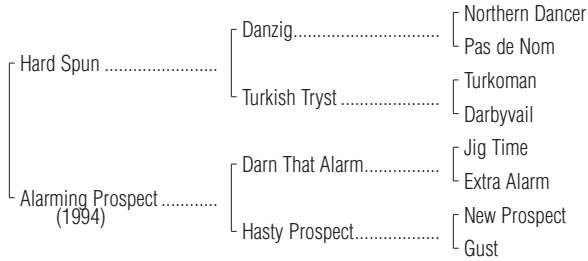 Northern Dancer
Danzig
Pas de Nom
Hard Spun
Turkoman
Turkish Tryst
Darbyvail
Jig Time
Darn That Alarm
Extra Alarm
Alarming Prospect
(1994)
New Prospect
Hasty Prospect
Gust